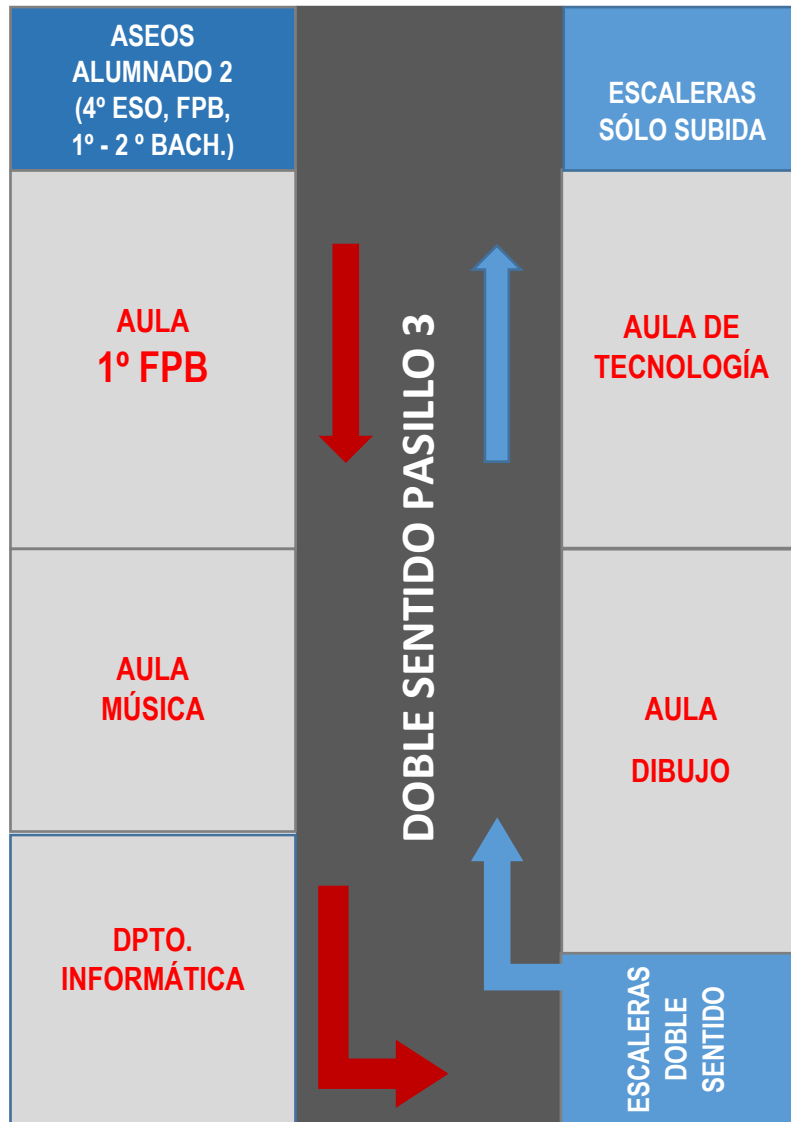 ASEOS
ALUMNADO 2
(4º ESO, FPB,
1º - 2 º BACH.)
ESCALERAS
SÓLO SUBIDA
AULA
1º FPB
DOBLE SENTIDO PASILLO 3
AULA DE
TECNOLOGÍA
AULA
MÚSICA
AULA
DIBUJO
DPTO.
INFORMÁTICA
ESCALERAS
DOBLE
SENTIDO